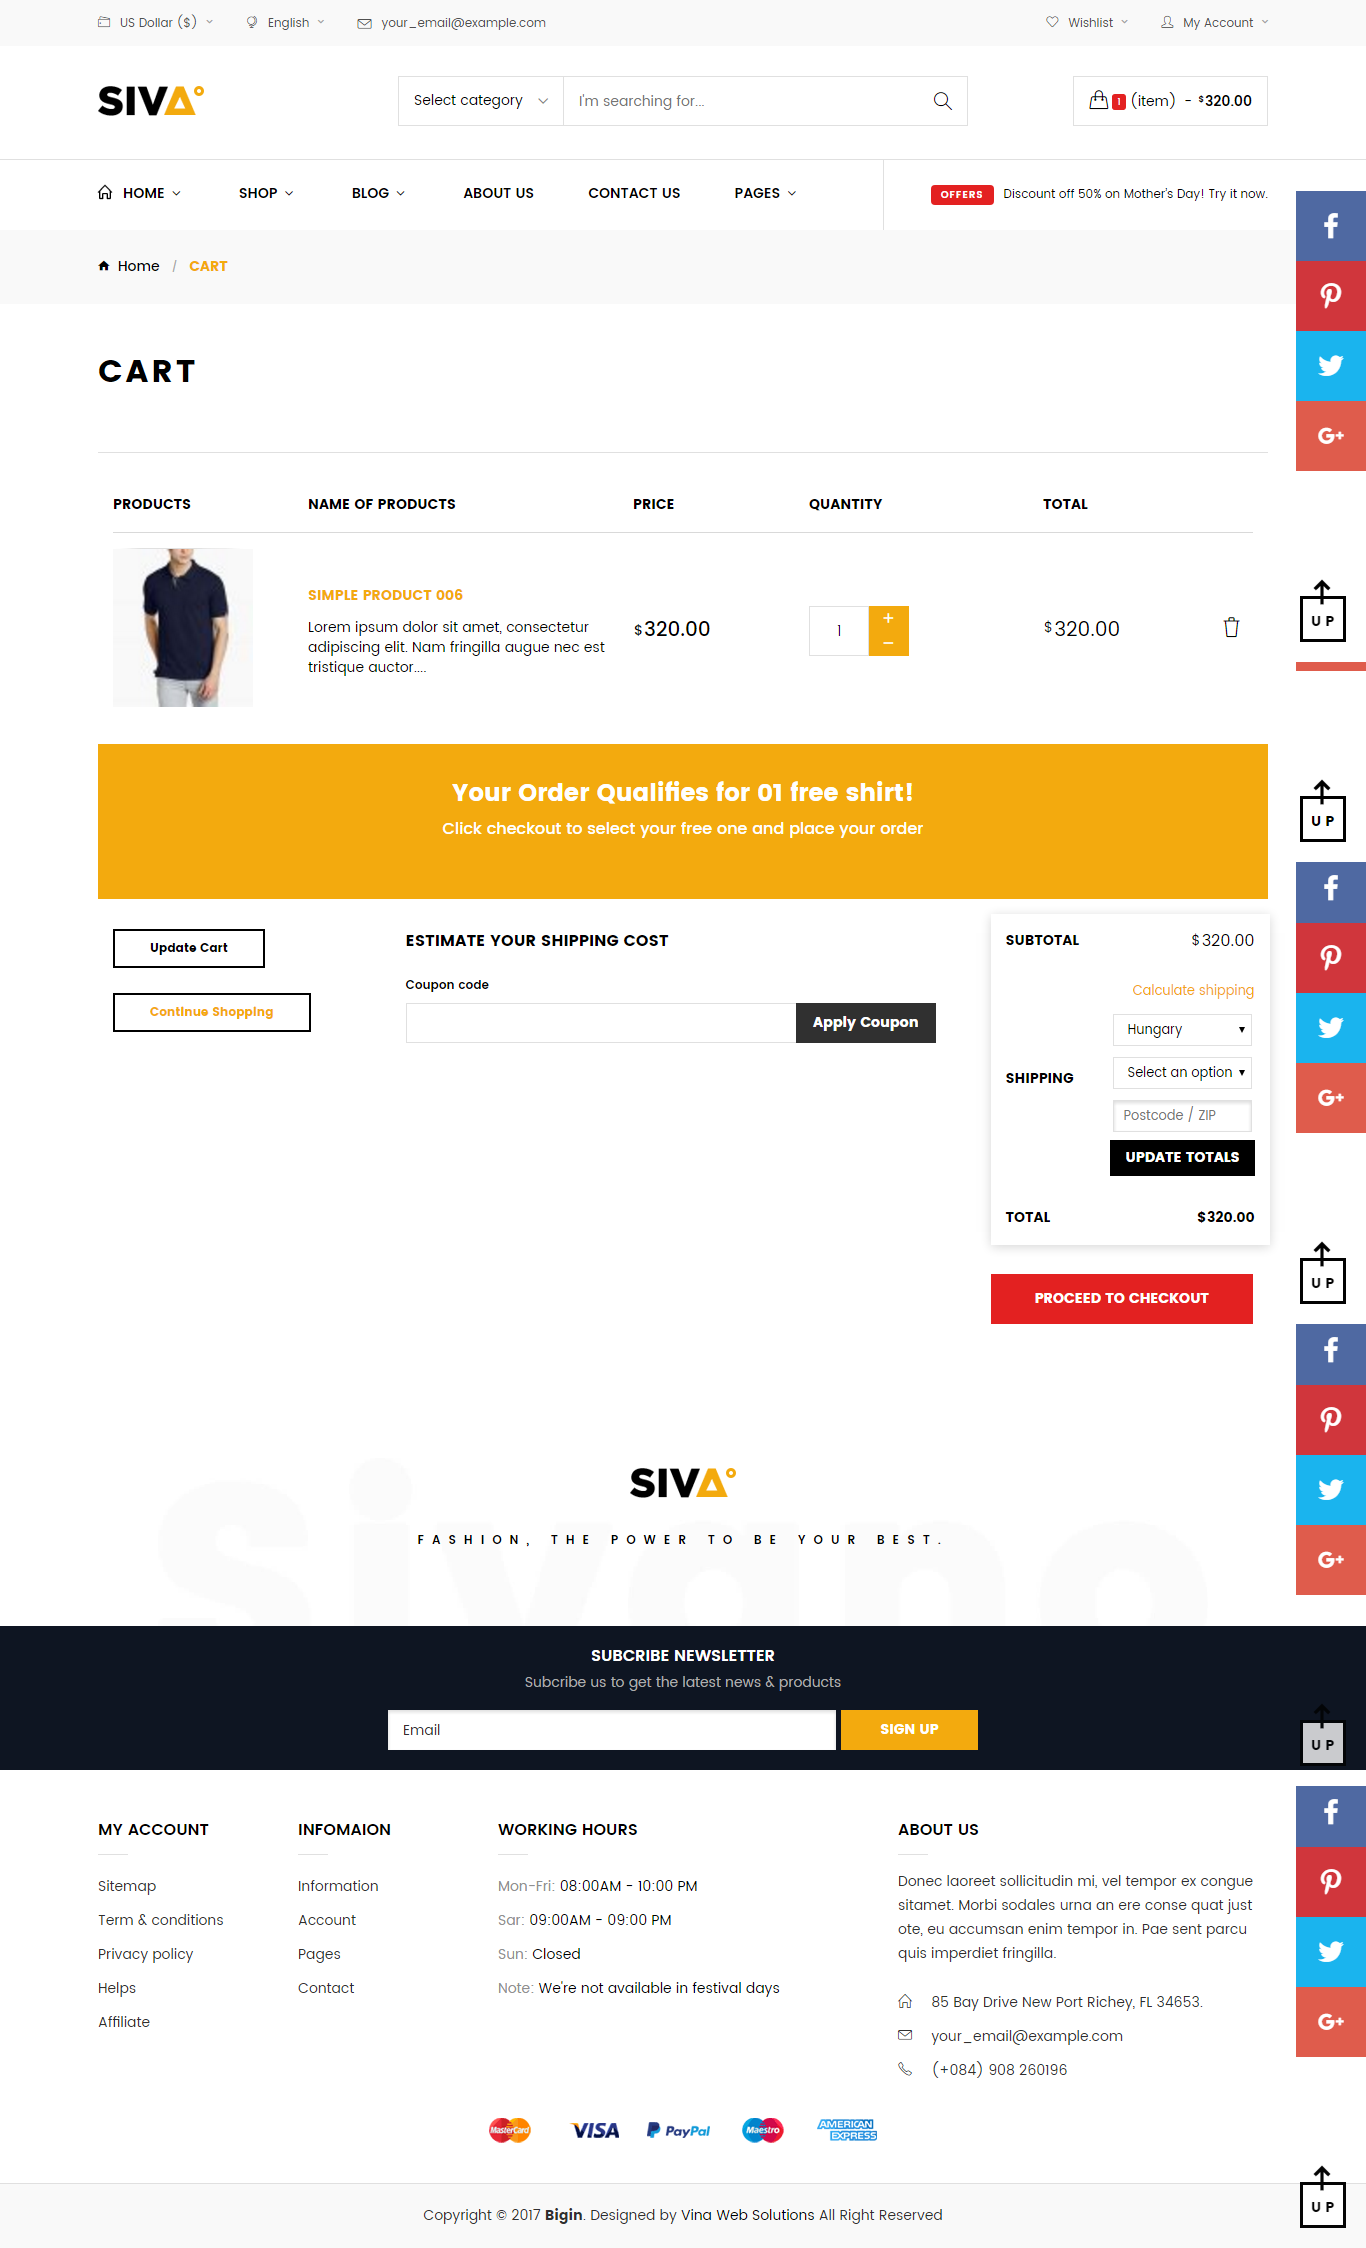 US Dollar ($)
English
your_email@example.com
Wishlist
My Account
SIVA
Select category
I'm searching for...
1 (item) - $320.00
HOME
SHOP
BLOG
ABOUT US
CONTACT US
PAGES
OFFERS Discount off 50% on Mother's Day! Try it now.
Home / CART
CART
PRODUCTS
NAME OF PRODUCTS
PRICE
QUANTITY
TOTAL
SIMPLE PRODUCT 006
Lorem ipsum dolor sit amet, consectetur
adipiscing elit. Nam fringilla augue nec est
tristique auctor....
$320.00
1
+
−
$320.00
UP
Your Order Qualifies for 01 free shirt!
Click checkout to select your free one and place your order
UP
Update Cart
Continue Shopping
ESTIMATE YOUR SHIPPING COST
Coupon code
Apply Coupon
SUBTOTAL $320.00
Calculate shipping
SHIPPING
Hungary
Select an option
Postcode / ZIP
UPDATE TOTALS
TOTAL $320.00
PROCEED TO CHECKOUT
UP
Sivano
SIVA
FASHION, THE POWER TO BE YOUR BEST.
SUBCRIBE NEWSLETTER
Subcribe us to get the latest news & products
Email
SIGN UP
UP
MY ACCOUNT
Sitemap
Term & conditions
Privacy policy
Helps
Affiliate
INFOMAION
Information
Account
Pages
Contact
WORKING HOURS
Mon-Fri: 08:00AM - 10:00 PM
Sar: 09:00AM - 09:00 PM
Sun: Closed
Note: We're not available in festival days
ABOUT US
Donec laoreet sollicitudin mi, vel tempor ex congue
sitamet. Morbi sodales urna an ere conse quat just
ote, eu accumsan enim tempor in. Pae sent parcu
quis imperdiet fringilla.
85 Bay Drive New Port Richey, FL 34653.
your_email@example.com
(+084) 908 260196
MasterCard
VISA
PayPal
Maestro
AMERICAN EXPRESS
Copyright © 2017 Bigin. Designed by Vina Web Solutions All Right Reserved
UP